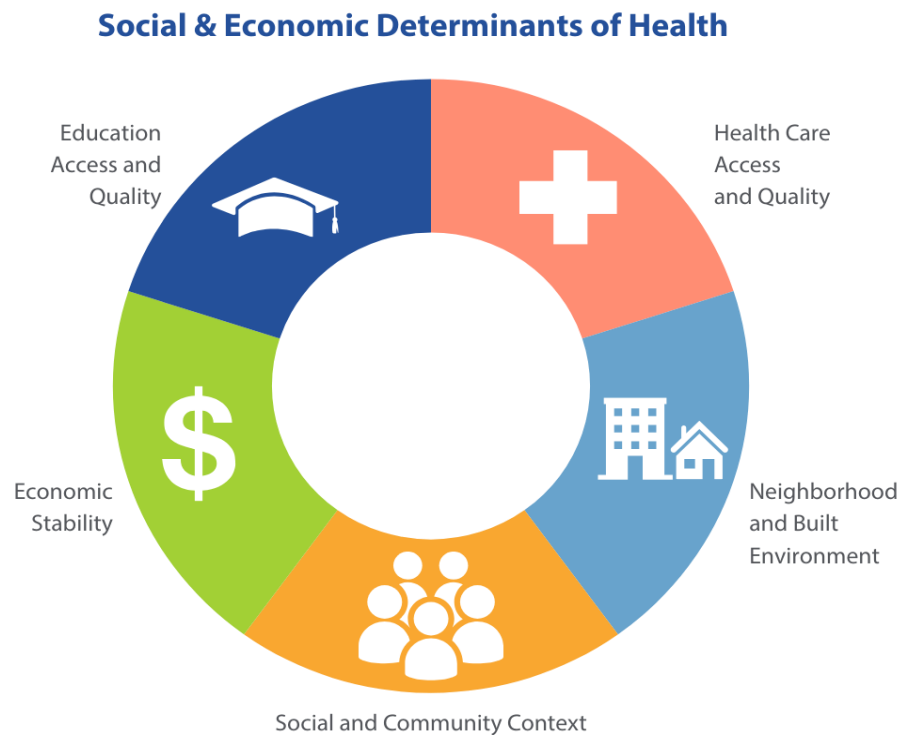 Social & Economic Determinants of Health
Education
Access and
Quality
Health Care
Access
and Quality
$
Economic
Stability
Neighborhood
and Built
Environment
Social and Community Context